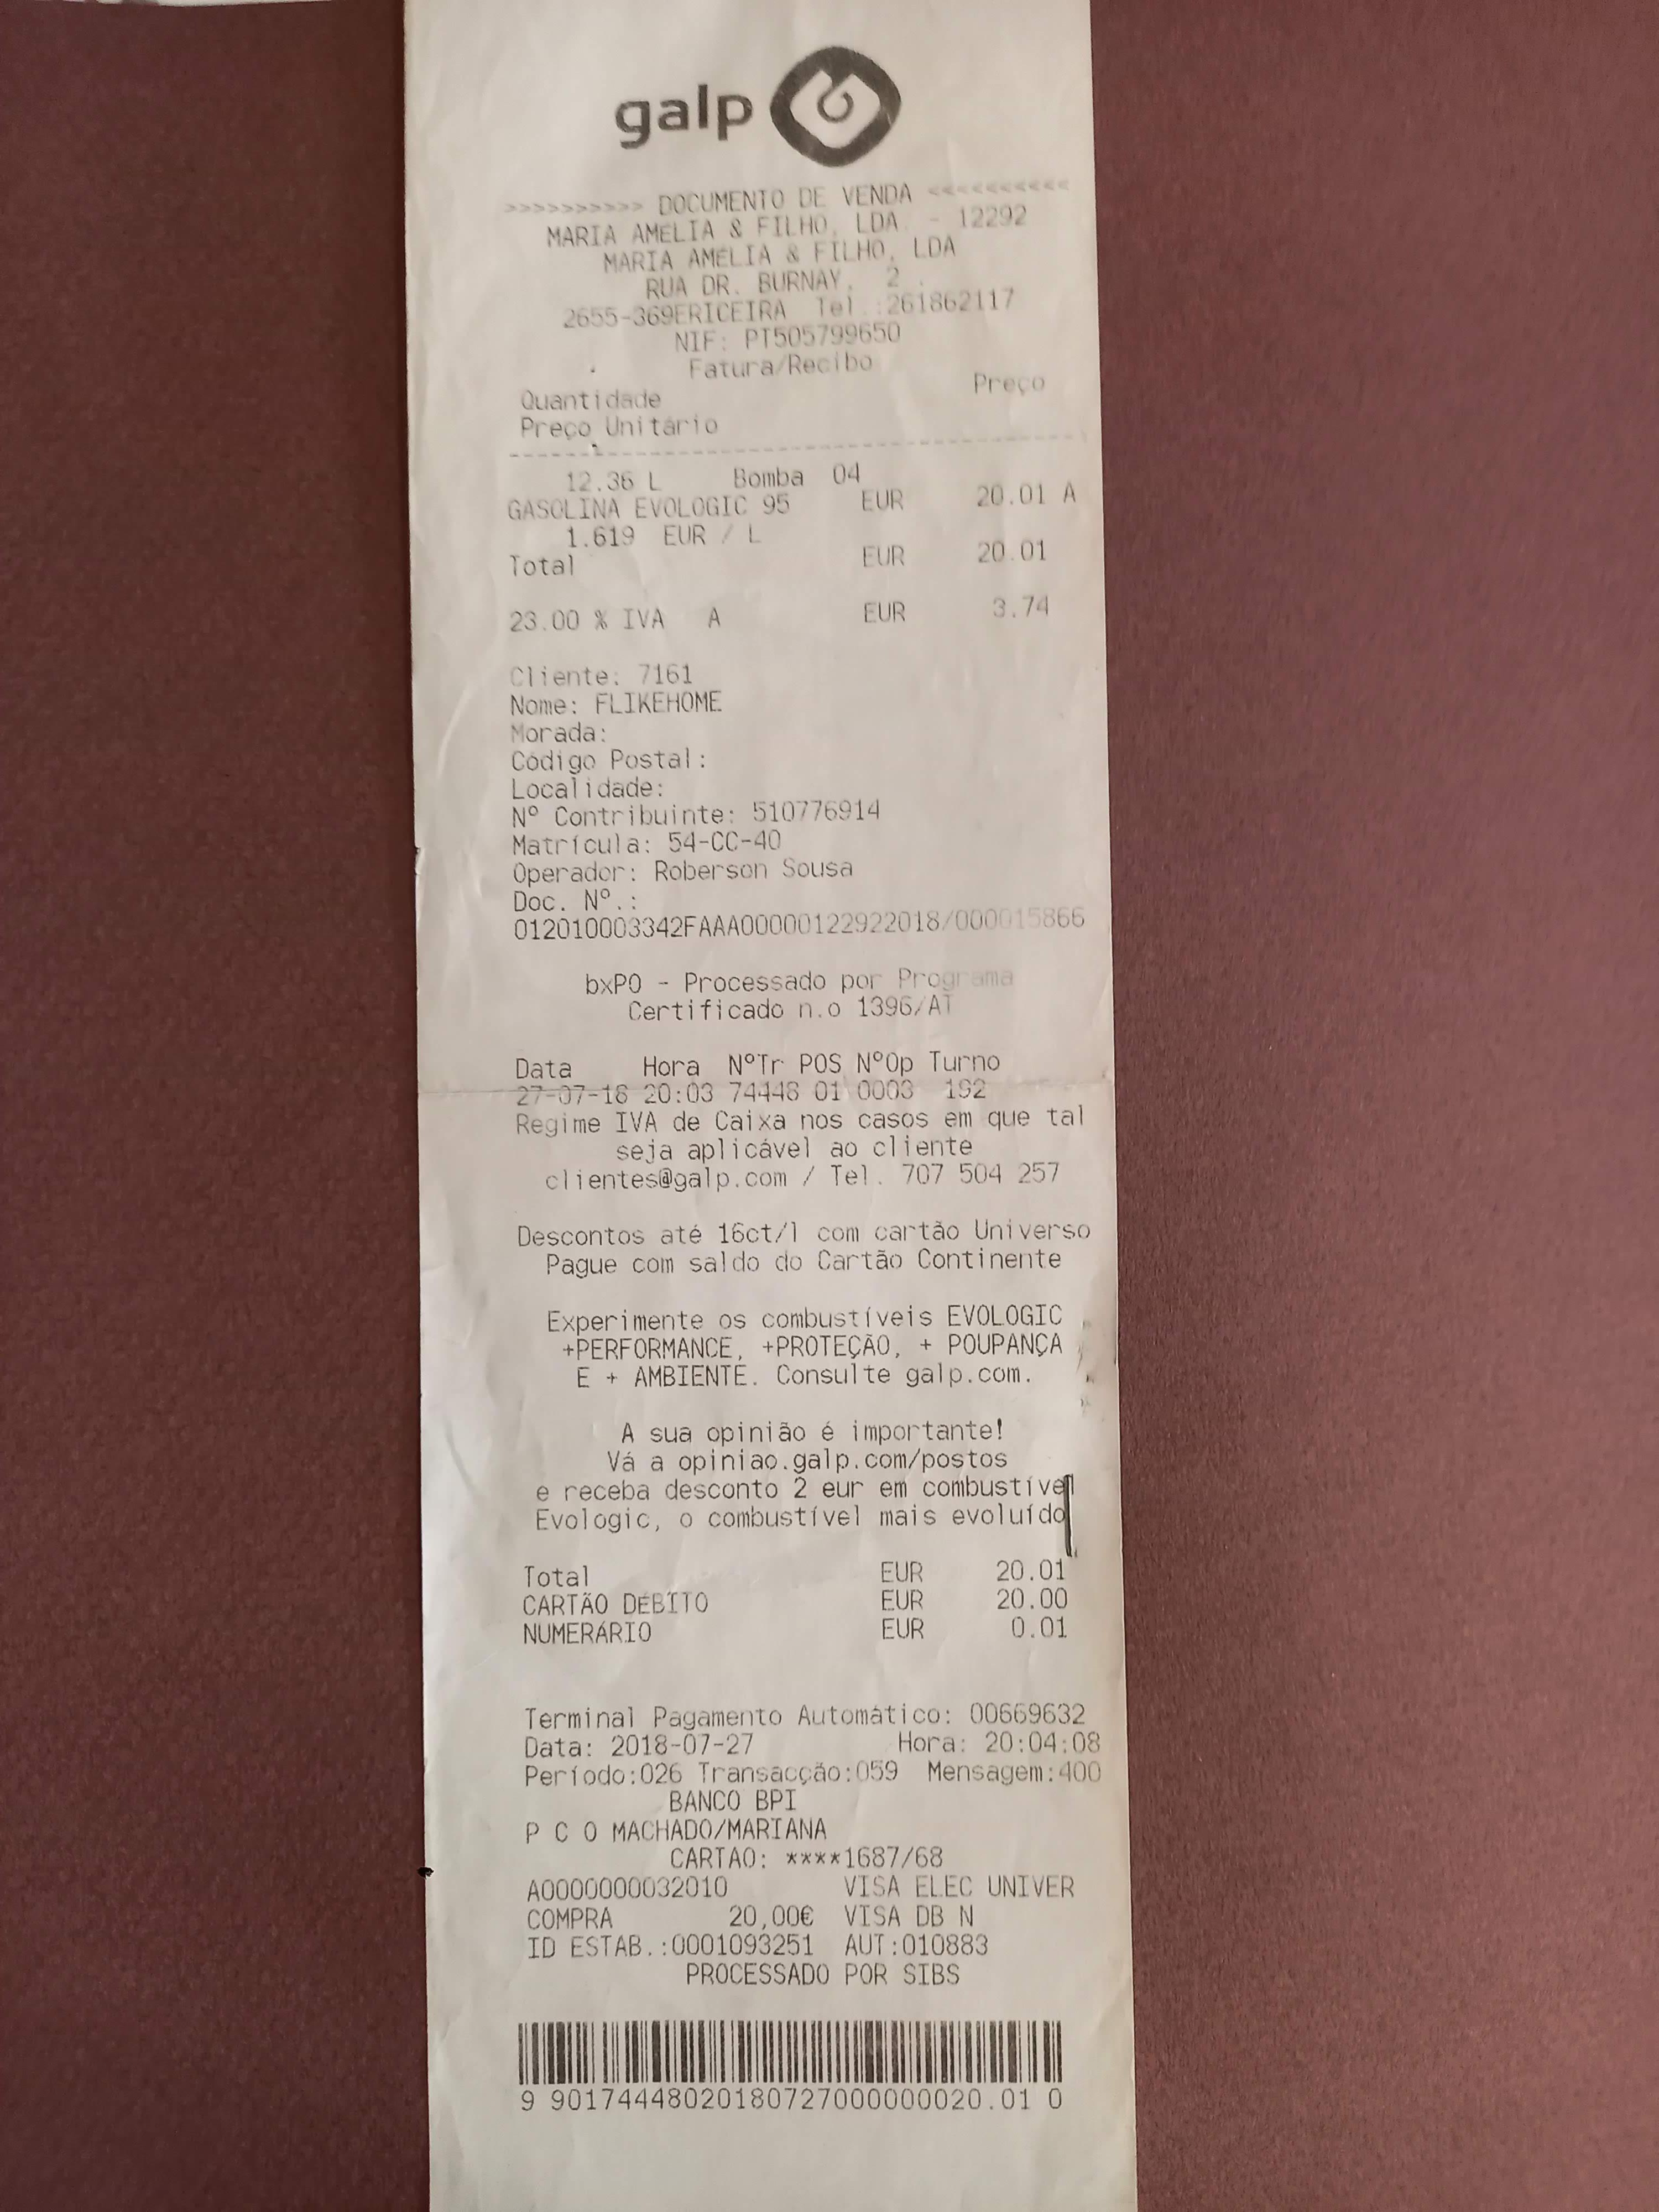 galp
>>>>>>>>>> DOCUMENTO DE VENDA <<<<<<<<<<
MARIA AMELIA & FILHO, LDA. - 12292
MARIA AMELIA & FILHO, LDA
RUA DR. BURNAY, 2 .
2655-369ERICEIRA Tel.:261862117
NIF: PT505799650
Fatura/Recibo
Quantidade Preço
Preço Unitário
12.36 L Bomba 04
GASOLINA EVOLOGIC 95 EUR 20.01 A
1.619 EUR / L
Total EUR 20.01
23.00 % IVA A EUR 3.74
Cliente: 7161
Nome: FLIKEHOME
Morada:
Código Postal:
Localidade:
Nº Contribuinte: 510776914
Matrícula: 54-CC-40
Operador: Roberson Sousa
Doc. Nº.:
012010003342FAAA00000122922018/000015866
bxPO - Processado por Programa
Certificado n.o 1396/AT
Data Hora NºTr POS NºOp Turno
27-07-18 20:03 74448 01 0003 192
Regime IVA de Caixa nos casos em que tal
seja aplicável ao cliente
clientes@galp.com / Tel. 707 504 257
Descontos até 16ct/l com cartão Universo
Pague com saldo do Cartão Continente
Experimente os combustíveis EVOLOGIC
+PERFORMANCE, +PROTEÇÃO, + POUPANÇA
E + AMBIENTE. Consulte galp.com.
A sua opinião é importante!
Vá a opiniao.galp.com/postos
e receba desconto 2 eur em combustível
Evologic, o combustível mais evoluído
Total EUR 20.01
CARTÃO DÉBITO EUR 20.00
NUMERÁRIO EUR 0.01
Terminal Pagamento Automático: 00669632
Data: 2018-07-27 Hora: 20:04:08
Período:026 Transacção:059 Mensagem:400
BANCO BPI
P C O MACHADO/MARIANA
CARTAO: ****1687/68
A0000000032010 VISA ELEC UNIVER
COMPRA 20,00€ VISA DB N
ID ESTAB.:0001093251 AUT:010883
PROCESSADO POR SIBS
9 90174448020180727000000020.01 0